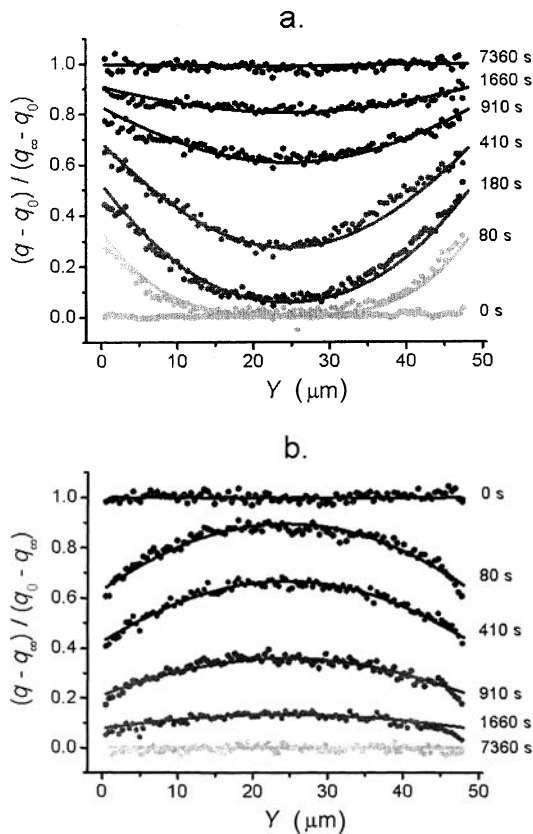 a.
(q - q₀) / (q∞ - q₀)
1.0
0.8
0.6
0.4
0.2
0.0
7360 s
1660 s
910 s
410 s
180 s
80 s
0 s
0
10
20
30
40
50
Y (μm)
b.
(q - q∞) / (q₀ - q∞)
1.0
0.8
0.6
0.4
0.2
0.0
0 s
80 s
410 s
910 s
1660 s
7360 s
0
10
20
30
40
50
Y (μm)